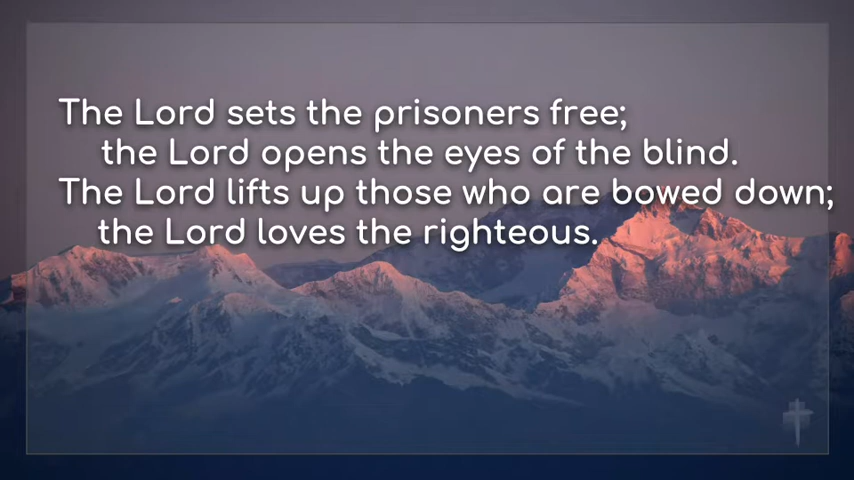 The Lord sets the prisoners free;
the Lord opens the eyes of the blind.
The Lord lifts up those who are bowed down;
the Lord loves the righteous.